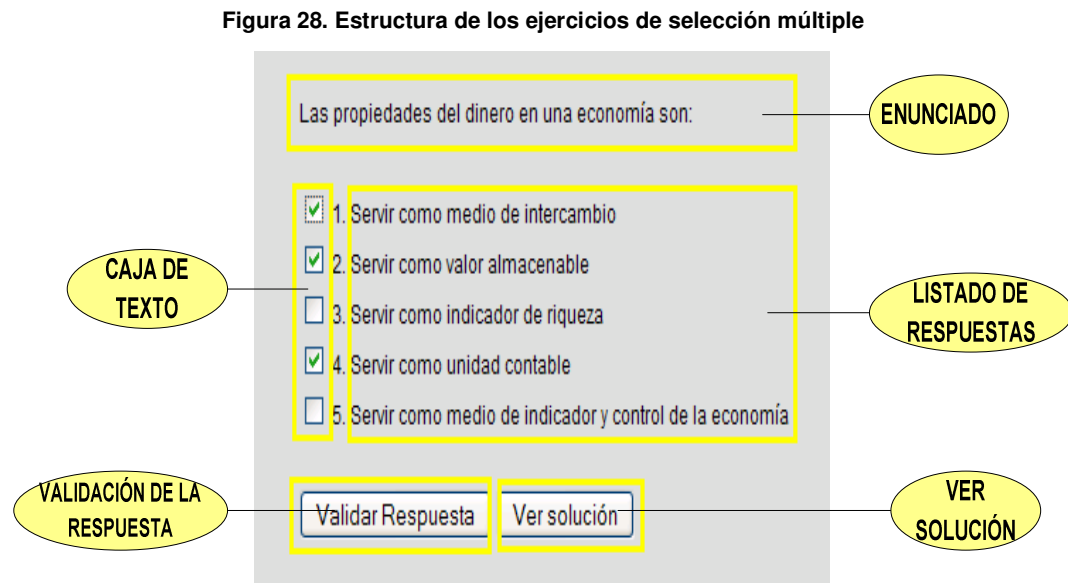 Figura 28. Estructura de los ejercicios de selección múltiple
Las propiedades del dinero en una economía son:
ENUNCIADO
1. Servir como medio de intercambio
2. Servir como valor almacenable
3. Servir como indicador de riqueza
4. Servir como unidad contable
5. Servir como medio de indicador y control de la economía
CAJA DE
TEXTO
LISTADO DE
RESPUESTAS
VALIDACIÓN DE LA
RESPUESTA
Validar Respuesta
Ver solución
VER
SOLUCIÓN